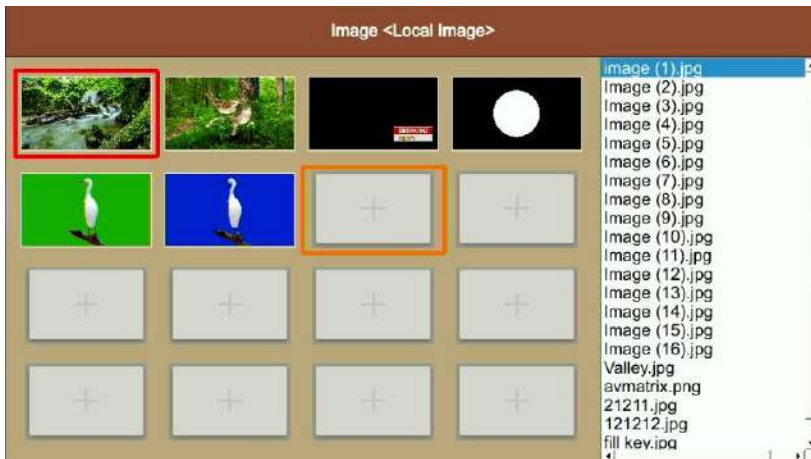 Image <Local Image>
image (1).jpg
Image (2).jpg
Image (3).jpg
Image (4).jpg
Image (5).jpg
Image (6).jpg
Image (7).jpg
Image (8).jpg
Image (9).jpg
Image (10).jpg
Image (11).jpg
Image (12).jpg
Image (13).jpg
Image (14).jpg
Image (15).jpg
Image (16).jpg
Valley.jpg
avmatrix.png
21211.jpg
121212.jpg
fill key.jpg